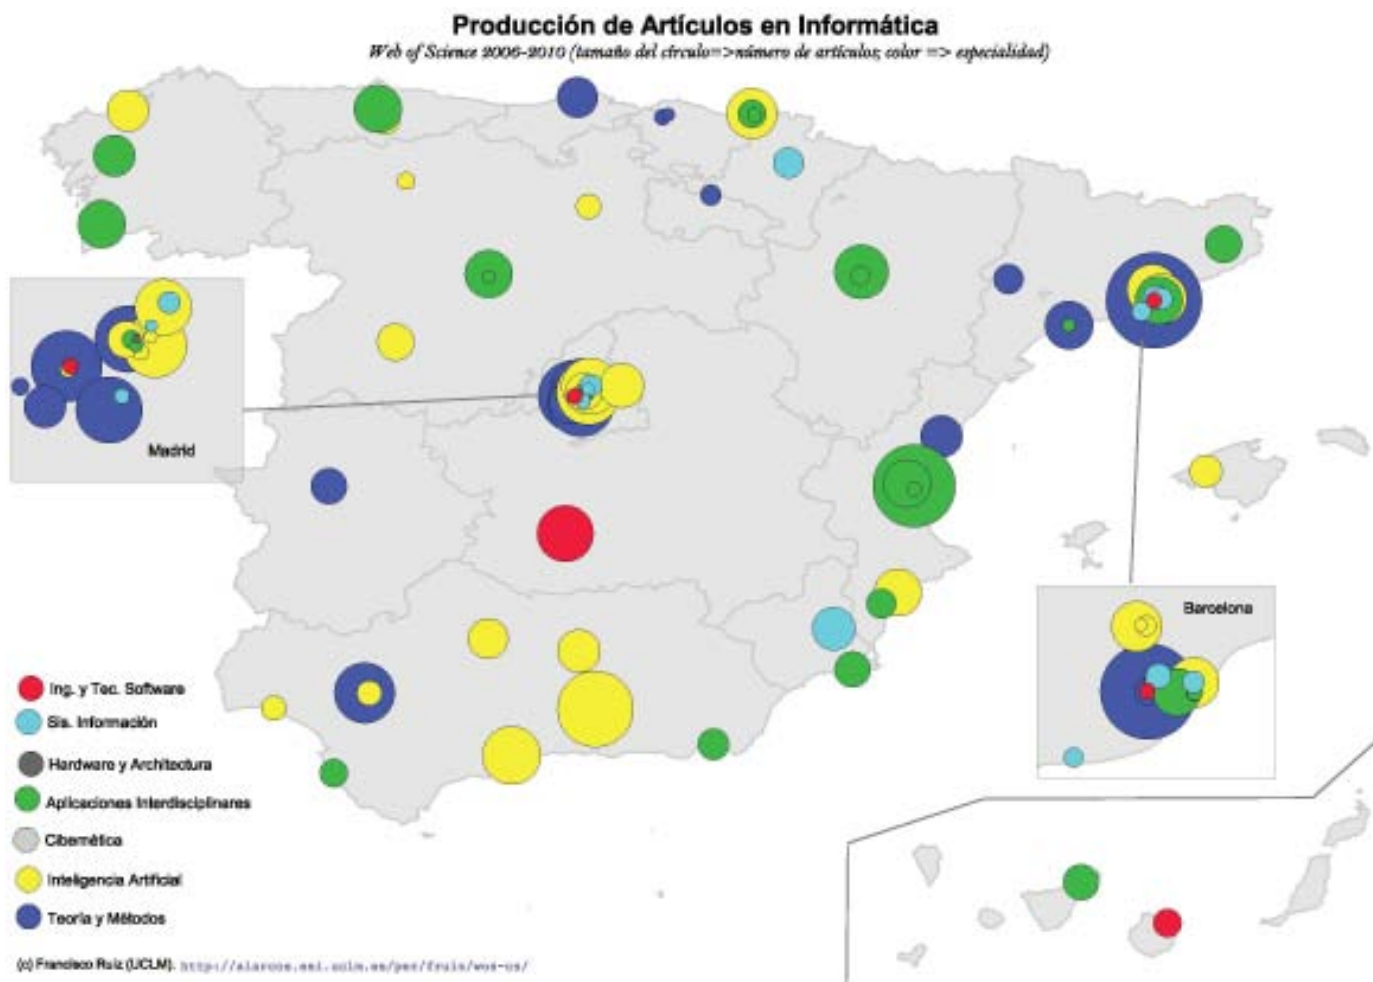 Producción de Artículos en Informática
Web of Science 2006-2010 (tamaño del círculo=>número de artículos; color => especialidad)
Madrid
Barcelona
Ing. y Tec. Software
Sis. Información
Hardware y Architectura
Aplicaciones Interdisciplinares
Cibernética
Inteligencia Artificial
Teoría y Métodos
(c) Francisco Ruiz (UCLM).